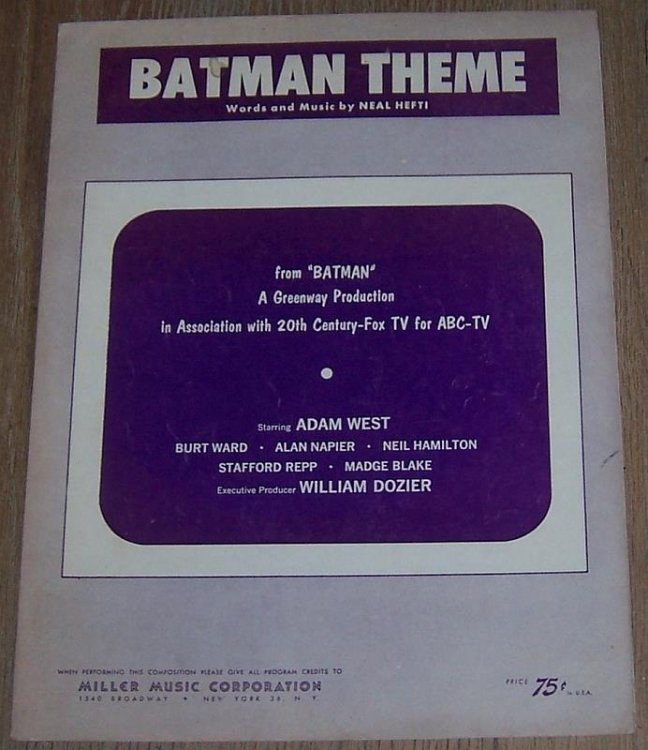 BATMAN THEME
Words and Music by NEAL HEFTI
from "BATMAN"
A Greenway Production
in Association with 20th Century-Fox TV for ABC-TV
Starring ADAM WEST
BURT WARD • ALAN NAPIER • NEIL HAMILTON
STAFFORD REPP • MADGE BLAKE
Executive Producer WILLIAM DOZIER
WHEN PERFORMING THIS COMPOSITION PLEASE GIVE ALL PROGRAM CREDITS TO
MILLER MUSIC CORPORATION
1540 BROADWAY • NEW YORK 36, N. Y.
PRICE 75¢ in U.S.A.